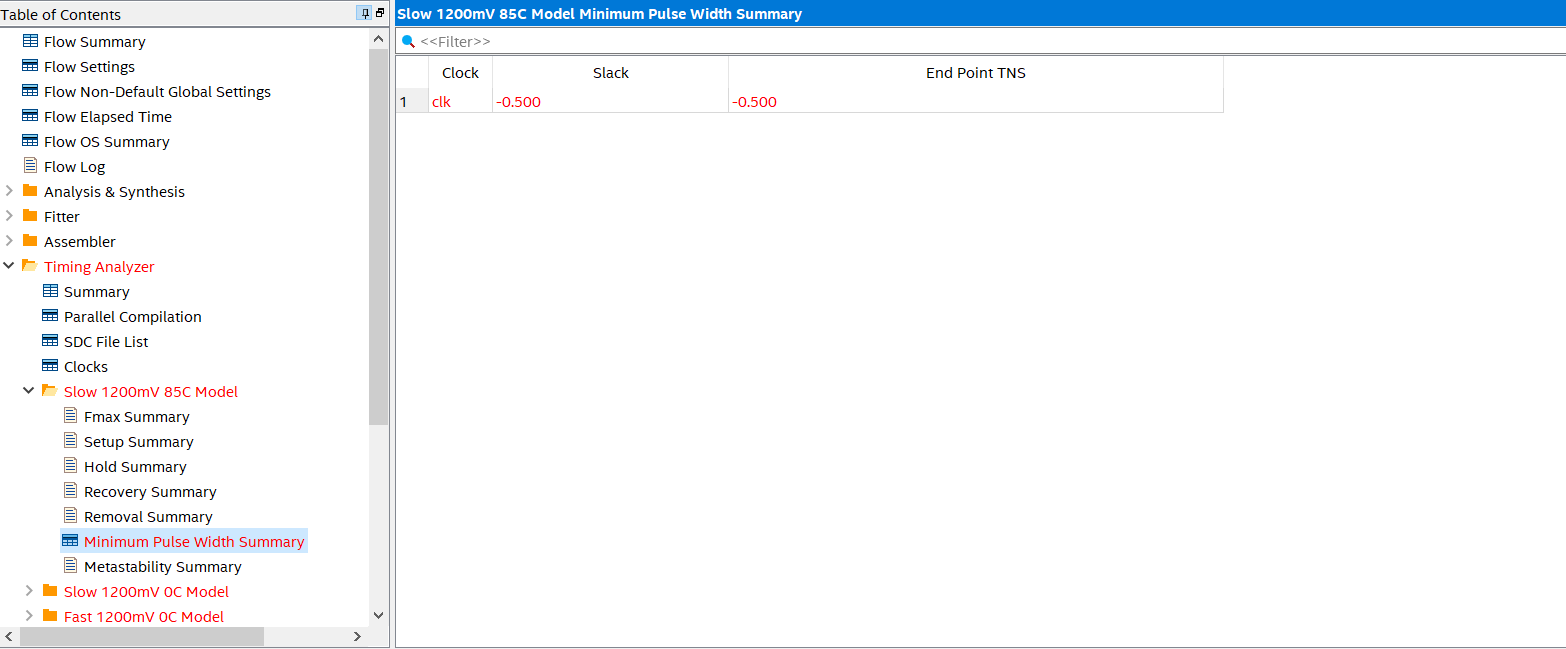 Table of Contents
Flow Summary
Flow Settings
Flow Non-Default Global Settings
Flow Elapsed Time
Flow OS Summary
Flow Log
Analysis & Synthesis
Fitter
Assembler
Timing Analyzer
Summary
Parallel Compilation
SDC File List
Clocks
Slow 1200mV 85C Model
Fmax Summary
Setup Summary
Hold Summary
Recovery Summary
Removal Summary
Minimum Pulse Width Summary
Metastability Summary
Slow 1200mV 0C Model
Fast 1200mV 0C Model
Slow 1200mV 85C Model Minimum Pulse Width Summary
<<Filter>>
Clock Slack End Point TNS
1 clk -0.500 -0.500